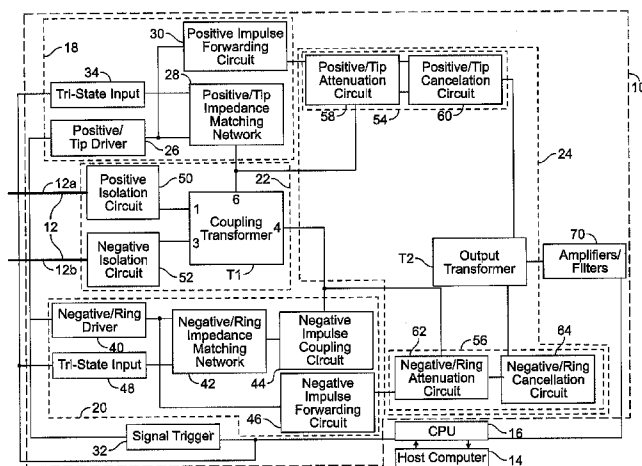 18
30
Positive Impulse
Forwarding
Circuit
10
34
28
Tri-State Input
Positive/Tip
Impedance
Matching
Network
Positive/
Tip Driver
26
Positive/Tip
Attenuation
Circuit
58
54
Positive/Tip
Cancelation
Circuit
60
24
12a
12
12b
Positive
Isolation
Circuit
50
Negative
Isolation
Circuit
52
22
6
1
3
4
Coupling
Transformer
T1
T2
Output
Transformer
70
Amplifiers/
Filters
Negative/Ring
Driver
40
Tri-State Input
48
Negative/Ring
Impedance
Matching
Network
42
Negative
Impulse
Coupling
Circuit
44
62
56
64
Negative/Ring
Attenuation
Circuit
Negative/Ring
Cancellation
Circuit
20
46
Negative
Impulse
Forwarding
Circuit
32
Signal Trigger
CPU
16
Host Computer
14